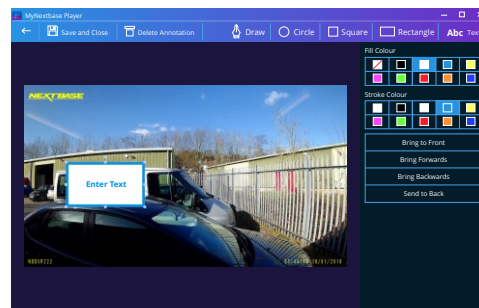 MyNextbase Player
Save and Close
Delete Annotation
Draw
Circle
Square
Rectangle
Abc Tex
Fill Colour
NEXTBASE
Stroke Colour
Bring to Front
Bring Forwards
Enter Text
Bring Backwards
Send to Back